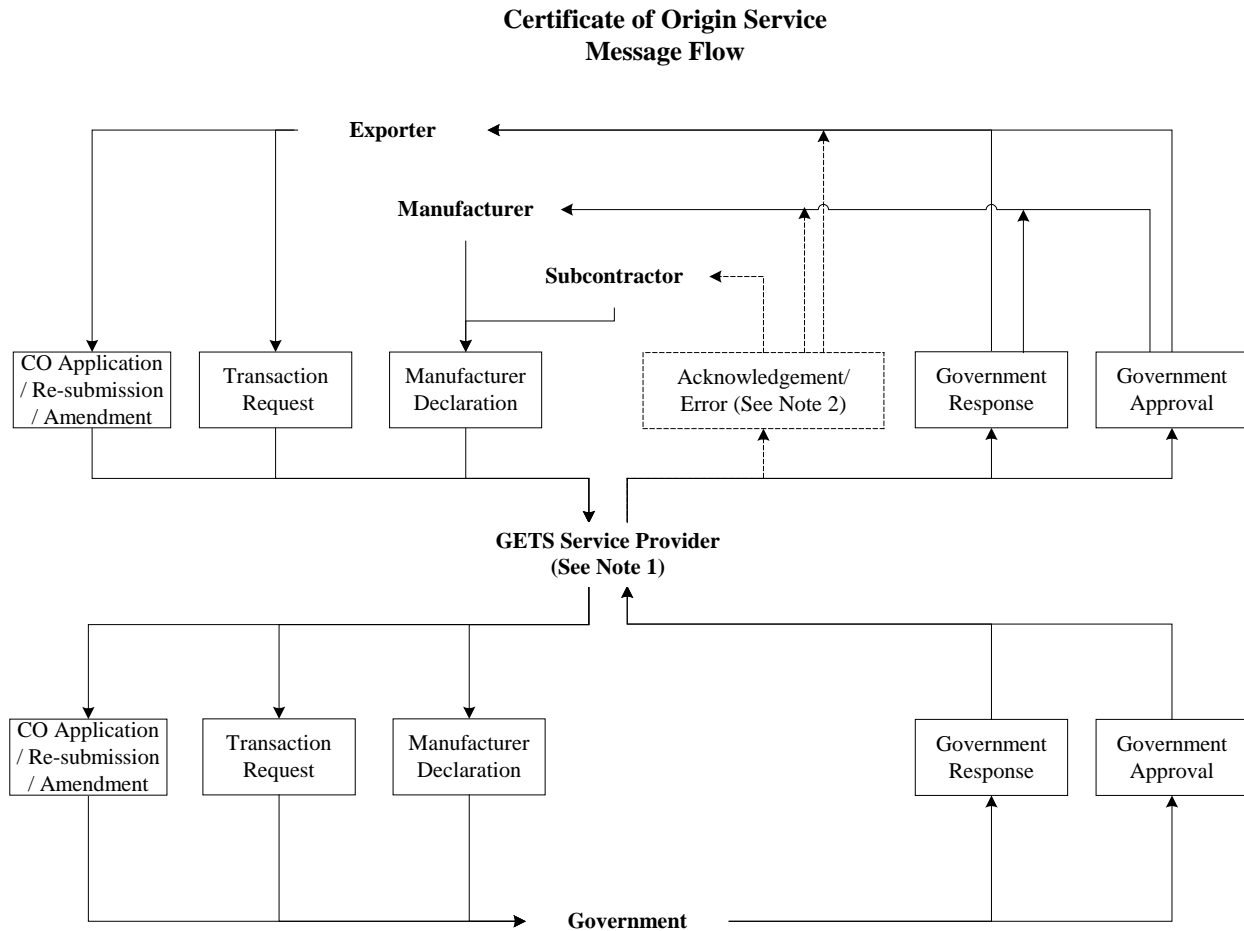 Certificate of Origin Service
Message Flow
Exporter
Manufacturer
Subcontractor
CO Application
/ Re-submission
/ Amendment
Transaction
Request
Manufacturer
Declaration
Acknowledgement/
Error (See Note 2)
Government
Response
Government
Approval
GETS Service Provider
(See Note 1)
CO Application
/ Re-submission
/ Amendment
Transaction
Request
Manufacturer
Declaration
Government
Response
Government
Approval
Government